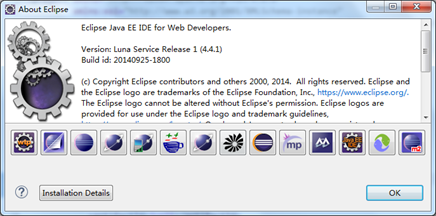 About Eclipse
Eclipse Java EE IDE for Web Developers.
Version: Luna Service Release 1 (4.4.1)
Build id: 20140925-1800
(c) Copyright Eclipse contributors and others 2000, 2014.  All rights reserved. Eclipse and
the Eclipse logo are trademarks of the Eclipse Foundation, Inc., https://www.eclipse.org/.
The Eclipse logo cannot be altered without Eclipse's permission. Eclipse logos are
provided for use under the Eclipse logo and trademark guidelines,
wtp
mp
m2
Installation Details
OK